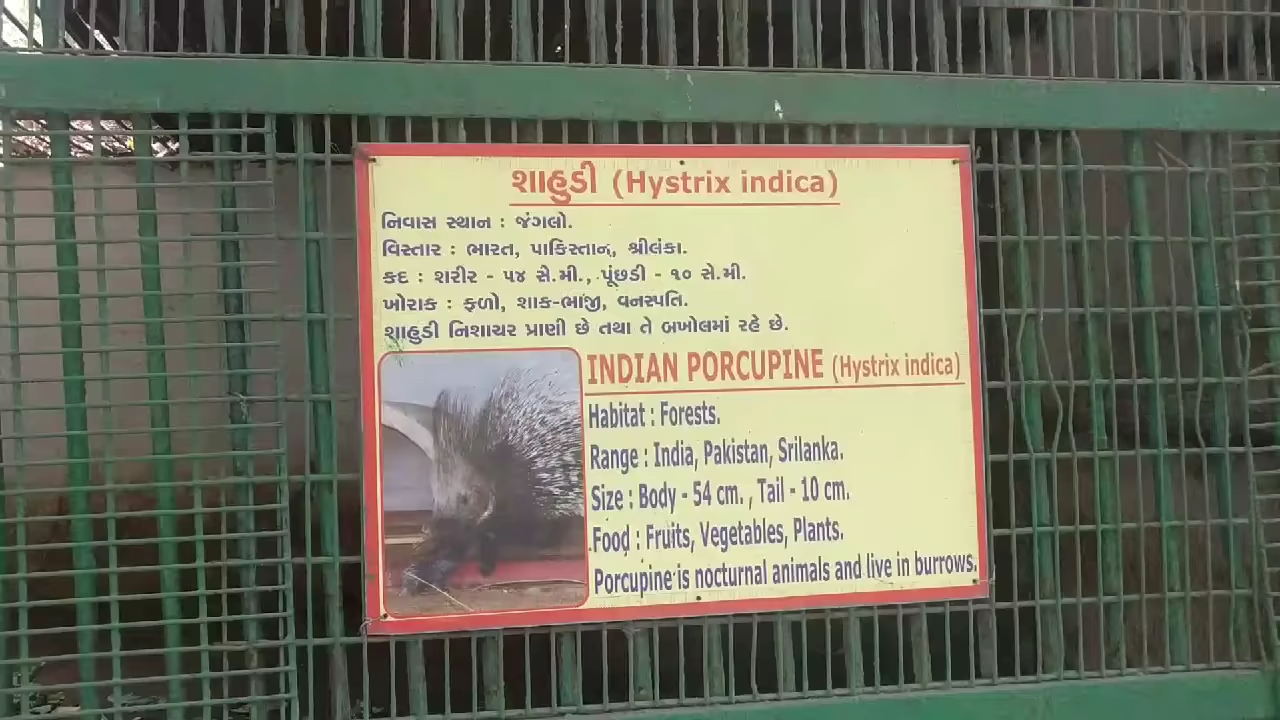 શાહુડી (Hystrix indica)
નિવાસ સ્થાન : જંગલો.
વિસ્તાર : ભારત, પાકિસ્તાન, શ્રીલંકા.
કદ : શરીર - ૫૪ સે.મી., પૂંછડી - ૧૦ સે.મી.
ખોરાક : ફળો, શાક-ભાજી, વનસ્પતિ.
શાહુડી નિશાચર પ્રાણી છે તથા તે બખોલમાં રહે છે.
INDIAN PORCUPINE (Hystrix indica)
Habitat : Forests.
Range : India, Pakistan, Srilanka.
Size : Body - 54 cm. , Tail - 10 cm.
Food : Fruits, Vegetables, Plants.
Porcupine is nocturnal animals and live in burrows.